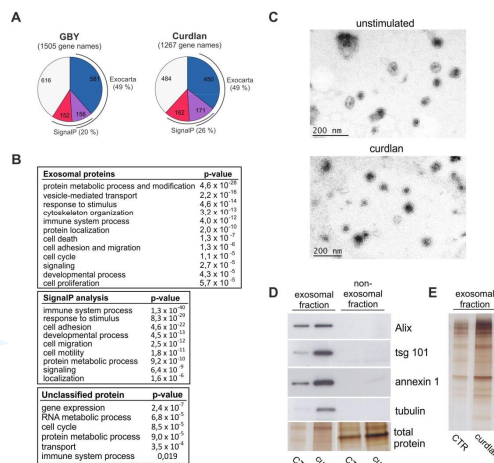 A
GBY
(1505 gene names)
616
581
152
156
Exocarta
(49 %)
SignalP (20 %)
Curdlan
(1267 gene names)
484
450
162
171
Exocarta
(49 %)
SignalP (26 %)
B
Exosomal proteins p-value
protein metabolic process and modification 4,6 x 10-28
vesicle-mediated transport 2,2 x 10-16
response to stimulus 4,6 x 10-14
cytoskeleton organization 3,2 x 10-13
immune system process 4,0 x 10-12
protein localization 2,0 x 10-10
cell death 1,3 x 10-7
cell adhesion and migration 1,3 x 10-6
cell cycle 1,1 x 10-5
signaling 2,7 x 10-5
developmental process 4,3 x 10-5
cell proliferation 5,7 x 10-5
SignalP analysis p-value
immune system process 1,3 x 10-40
response to stimulus 8,3 x 10-29
cell adhesion 4,6 x 10-22
developmental process 4,5 x 10-13
cell migration 2,5 x 10-12
cell motility 1,8 x 10-11
protein metabolic process 9,2 x 10-10
signaling 6,4 x 10-9
localization 1,6 x 10-6
Unclassified protein p-value
gene expression 2,4 x 10-7
RNA metabolic process 6,8 x 10-5
cell cycle 8,5 x 10-5
protein metabolic process 9,0 x 10-5
transport 3,5 x 10-4
immune system process 0,019
C
unstimulated
200 nm
curdlan
200 nm
D
exosomal
fraction
non-
exosomal
fraction
Alix
tsg 101
annexin 1
tubulin
total
protein
E
exosomal
fraction
CTR
curdlan